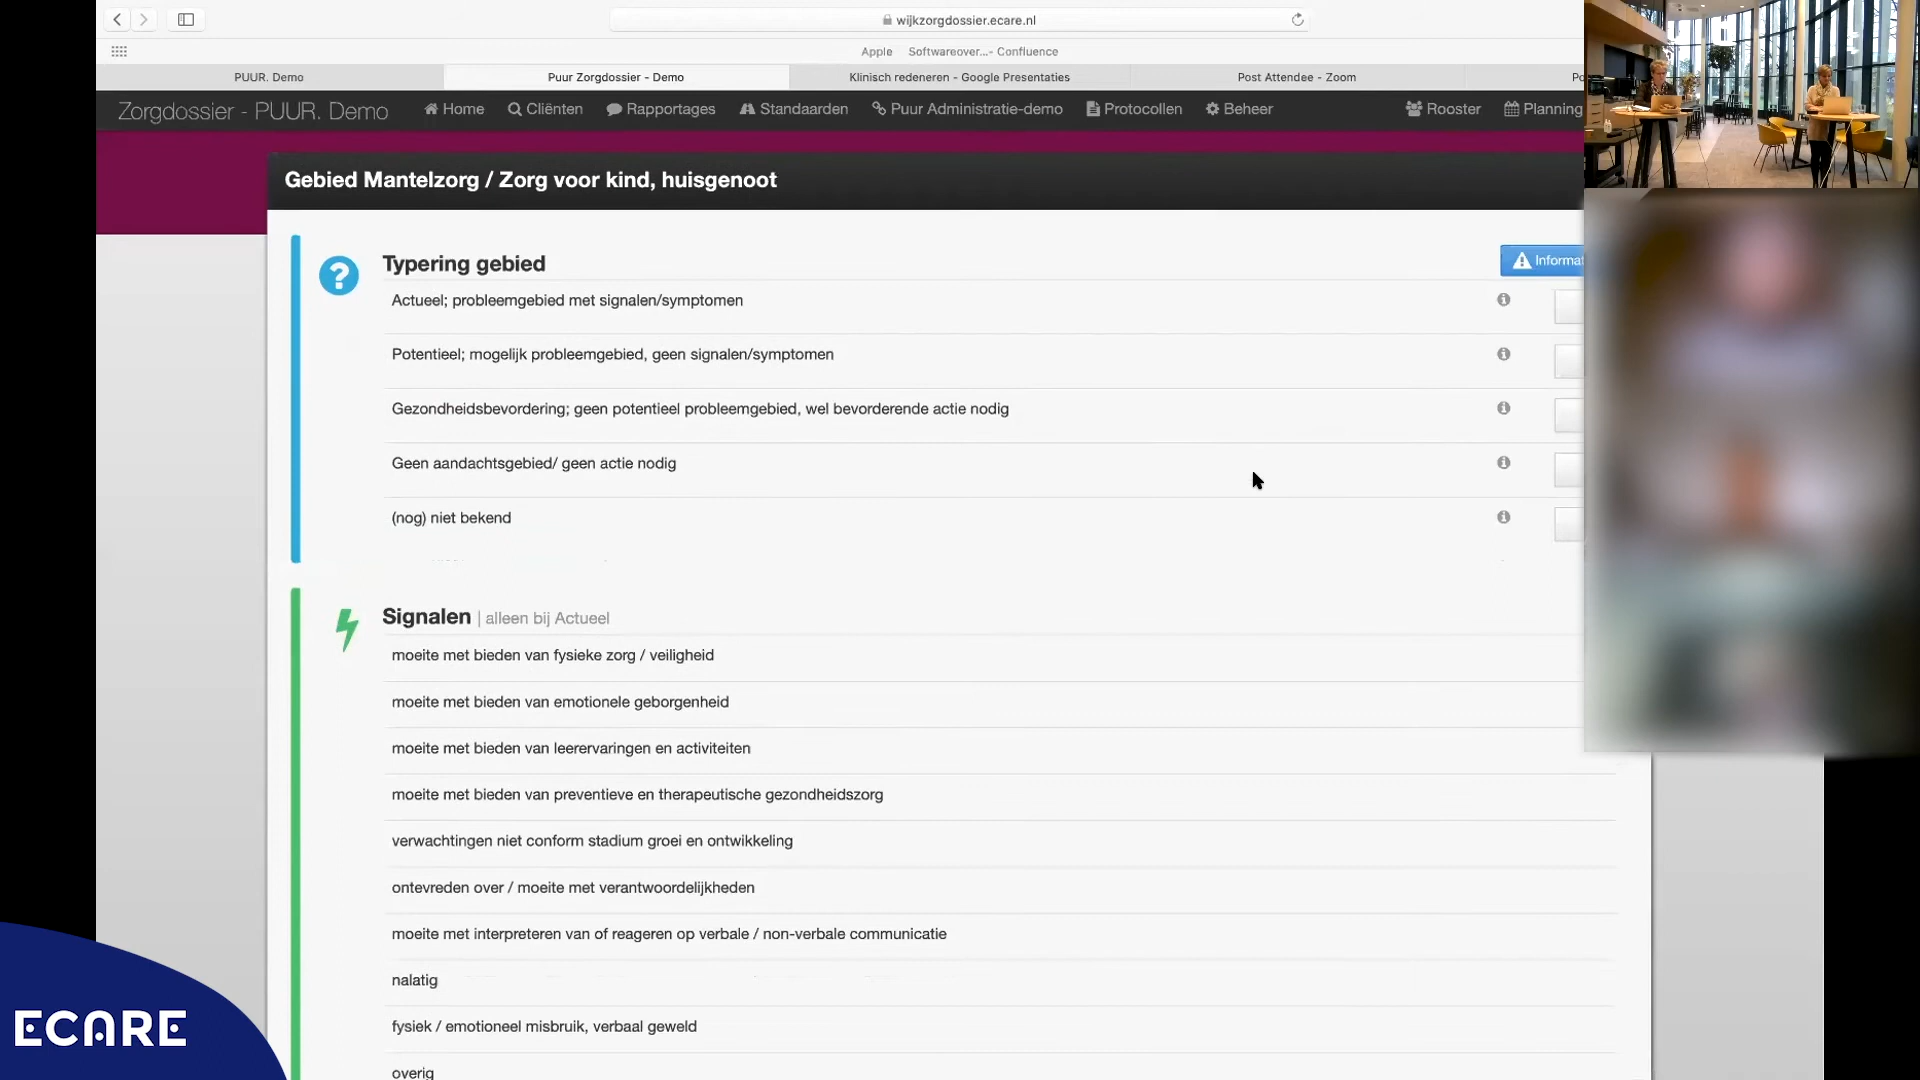 wijkzorgdossier.ecare.nl
Apple Softwareover...- Confluence
PUUR. Demo Puur Zorgdossier - Demo Klinisch redeneren - Google Presentaties Post Attendee - Zoom Po
Zorgdossier - PUUR. Demo Home Cliënten Rapportages Standaarden Puur Administratie-demo Protocollen Beheer Rooster Planning
Gebied Mantelzorg / Zorg voor kind, huisgenoot
Typering gebied
Informat
Actueel; probleemgebied met signalen/symptomen
Potentieel; mogelijk probleemgebied, geen signalen/symptomen
Gezondheidsbevordering; geen potentieel probleemgebied, wel bevorderende actie nodig
Geen aandachtsgebied/ geen actie nodig
(nog) niet bekend
Signalen | alleen bij Actueel
moeite met bieden van fysieke zorg / veiligheid
moeite met bieden van emotionele geborgenheid
moeite met bieden van leerervaringen en activiteiten
moeite met bieden van preventieve en therapeutische gezondheidszorg
verwachtingen niet conform stadium groei en ontwikkeling
ontevreden over / moeite met verantwoordelijkheden
moeite met interpreteren van of reageren op verbale / non-verbale communicatie
nalatig
fysiek / emotioneel misbruik, verbaal geweld
overig
ECARE